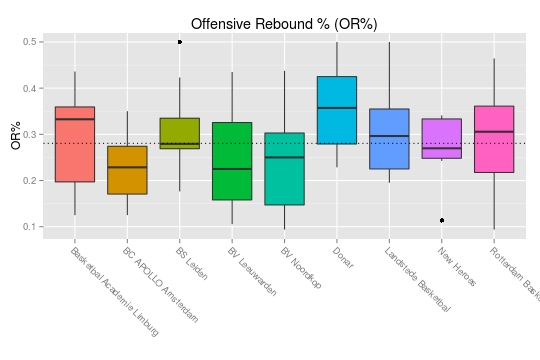 Offensive Rebound % (OR%)
OR%
0.5
0.4
0.3
0.2
0.1
Basketbal Academie Limburg
BC APOLLO Amsterdam
BS Leiden
BV Leeuwarden
BV Noordkop
Donar
Landstede Basketbal
New Heroes
Rotterdam